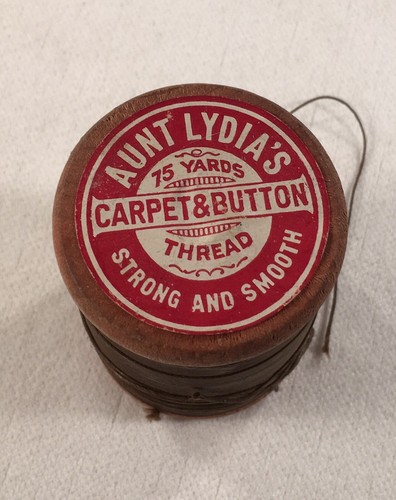 AUNT LYDIA'S
75 YARDS
CARPET & BUTTON
THREAD
STRONG AND SMOOTH